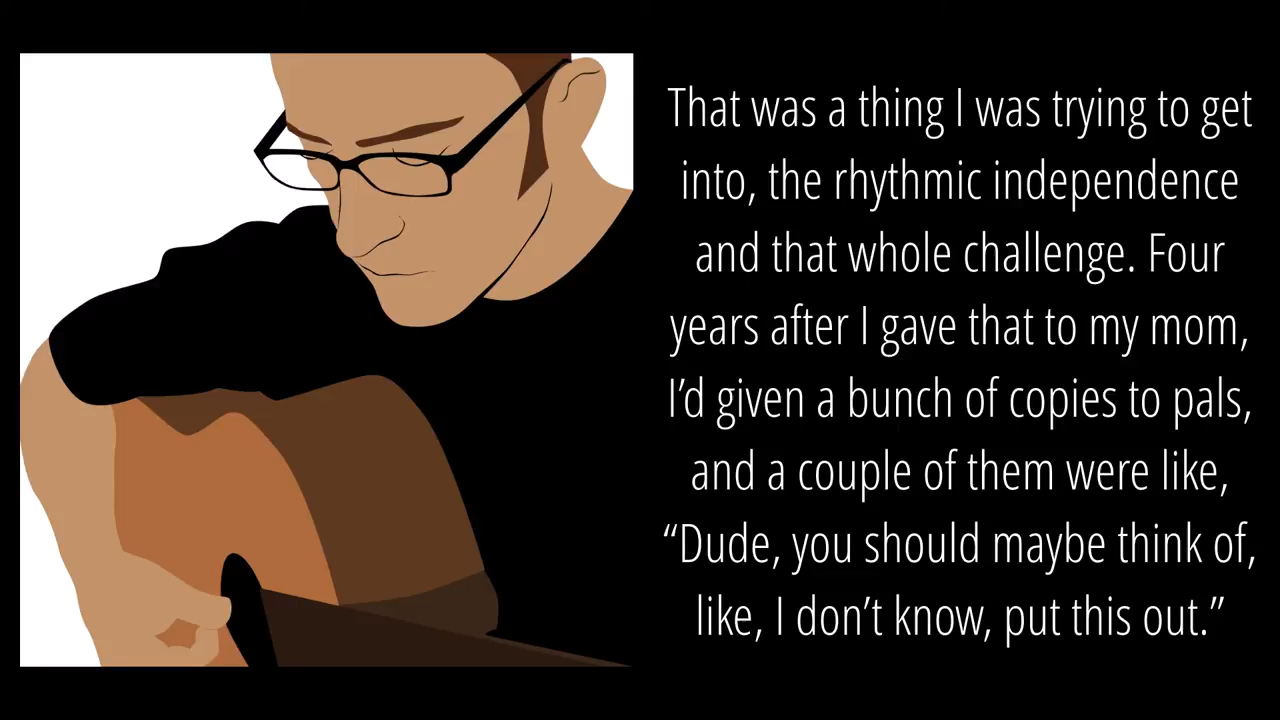 That was a thing I was trying to get
into, the rhythmic independence
and that whole challenge. Four
years after I gave that to my mom,
I’d given a bunch of copies to pals,
and a couple of them were like,
“Dude, you should maybe think of,
like, I don’t know, put this out.”